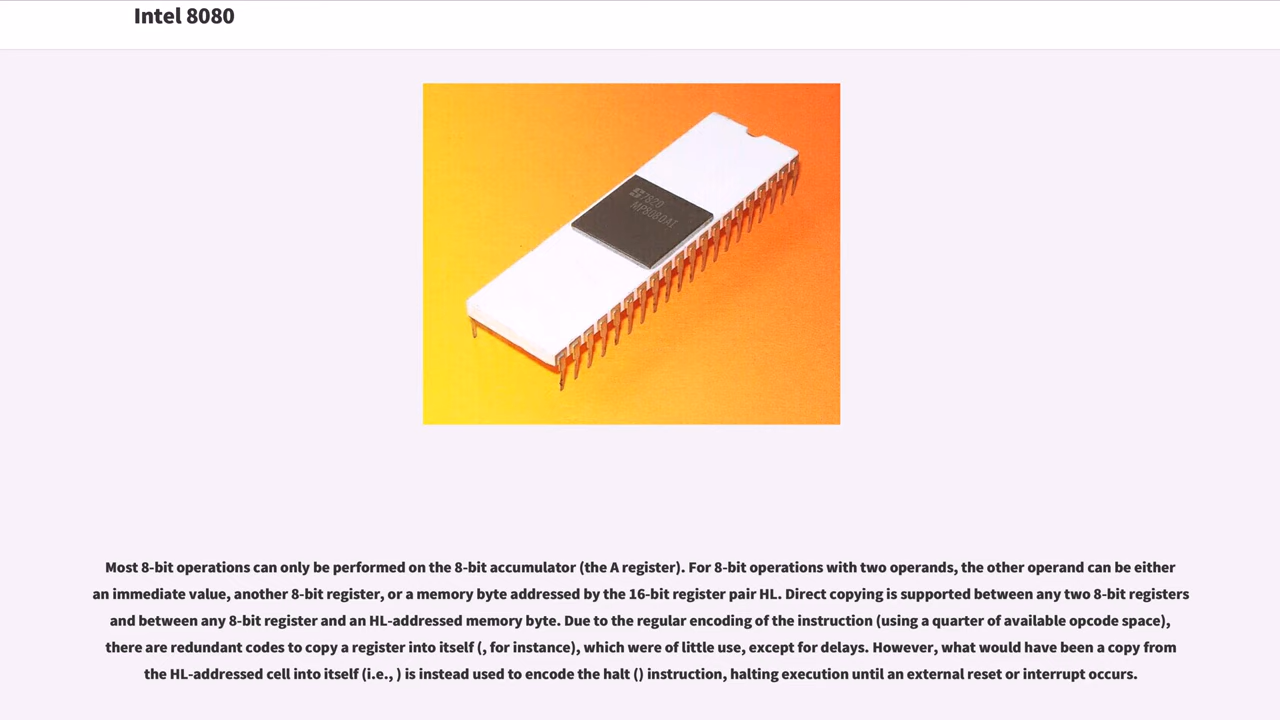 Intel 8080
7820
MP8080AI
Most 8-bit operations can only be performed on the 8-bit accumulator (the A register). For 8-bit operations with two operands, the other operand can be either
an immediate value, another 8-bit register, or a memory byte addressed by the 16-bit register pair HL. Direct copying is supported between any two 8-bit registers
and between any 8-bit register and an HL-addressed memory byte. Due to the regular encoding of the instruction (using a quarter of available opcode space),
there are redundant codes to copy a register into itself (, for instance), which were of little use, except for delays. However, what would have been a copy from
the HL-addressed cell into itself (i.e., ) is instead used to encode the halt () instruction, halting execution until an external reset or interrupt occurs.